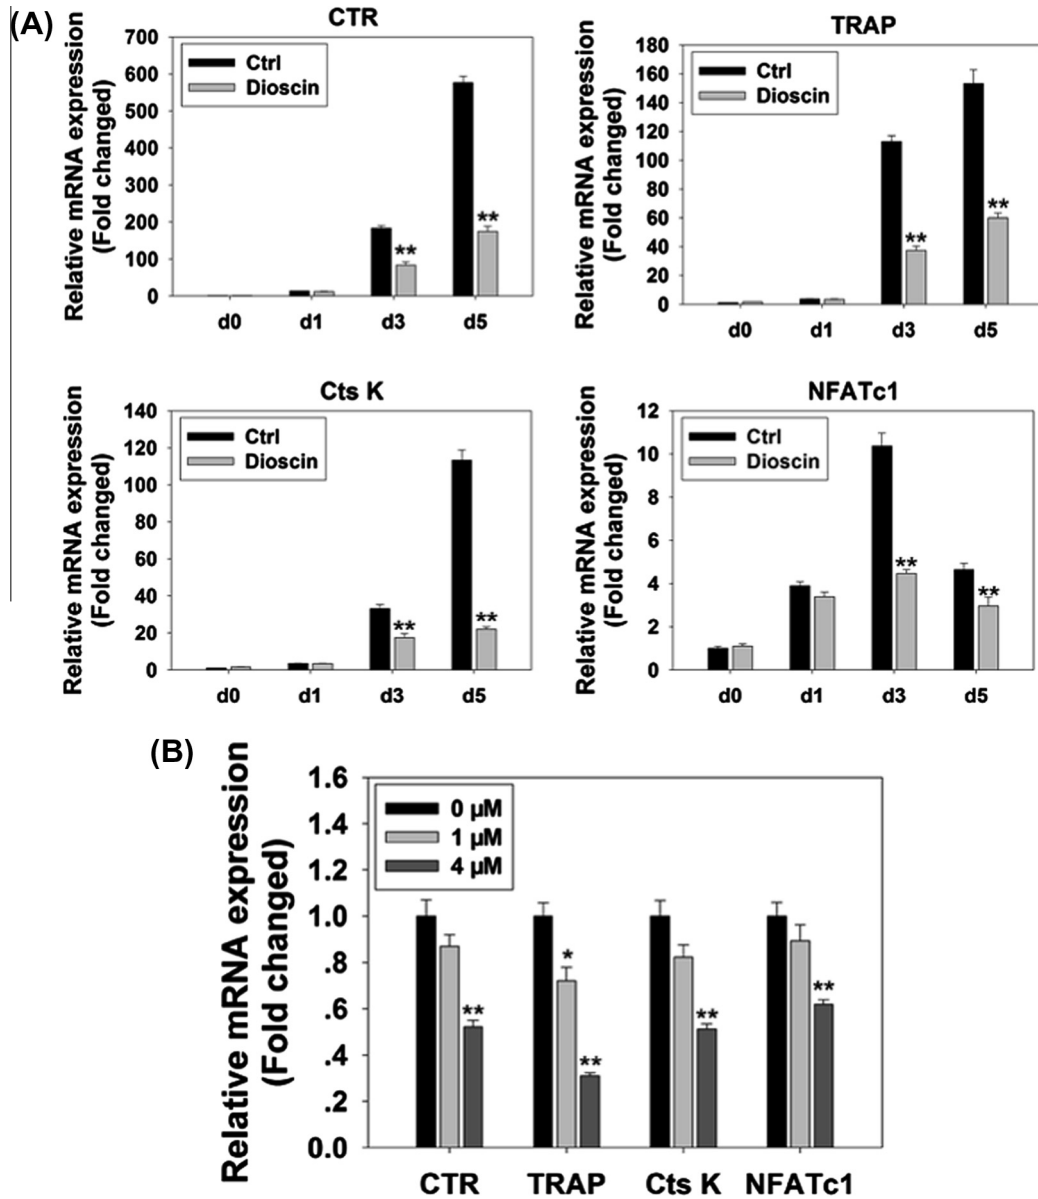 (A)
CTR
Relative mRNA expression
(Fold changed)
700
600
500
400
300
200
100
0
Ctrl
Dioscin
**
**
d0 d1 d3 d5
TRAP
Relative mRNA expression
(Fold changed)
180
160
140
120
100
80
60
40
20
0
Ctrl
Dioscin
**
**
d0 d1 d3 d5
Cts K
Relative mRNA expression
(Fold changed)
140
120
100
80
60
40
20
0
Ctrl
Dioscin
**
**
d0 d1 d3 d5
NFATc1
Relative mRNA expression
(Fold changed)
12
10
8
6
4
2
0
Ctrl
Dioscin
**
**
d0 d1 d3 d5
(B)
Relative mRNA expression
(Fold changed)
1.6
1.4
1.2
1.0
.8
.6
.4
.2
0.0
0 µM
1 µM
4 µM
**
*
**
**
**
CTR TRAP Cts K NFATc1